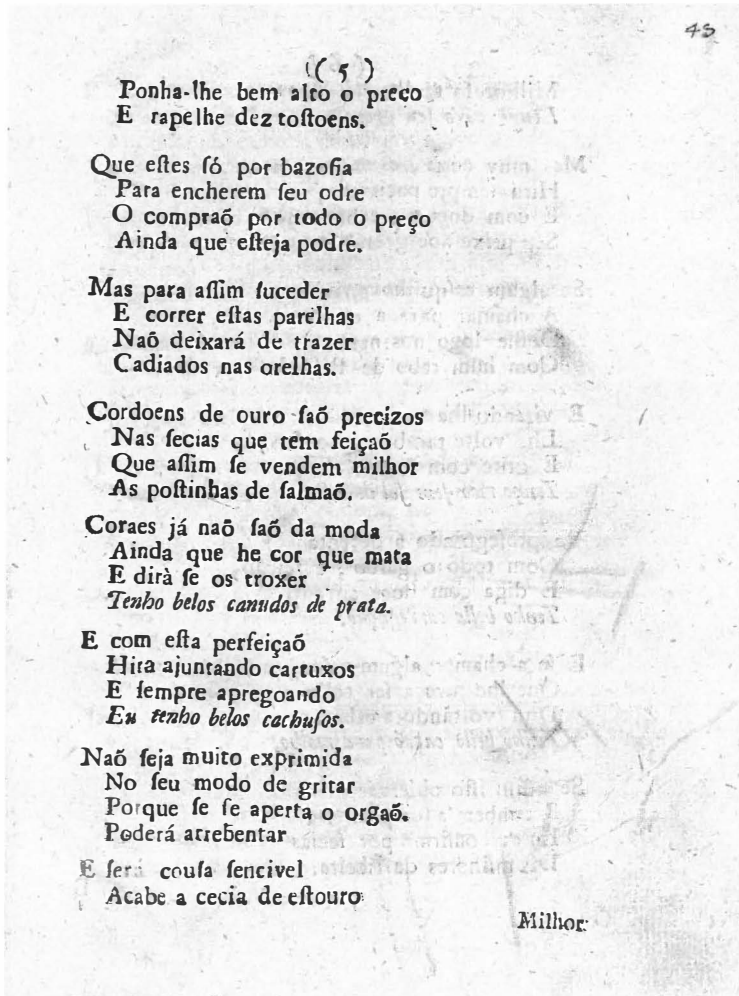 43
( 5 )
Ponha-lhe bem alto o preço
E rapelhe dez toſtoens.
Que eſtes ſó por bazofia
Para encherem ſeu odre
O compraõ por todo o preço
Ainda que eſteja podre.
Mas para aſſim ſuceder
E correr eſtas parelhas
Naõ deixará de trazer
Cadiados nas orelhas.
Cordoens de ouro ſaõ precizos
Nas ſecias que tem feiçaõ
Que aſſim ſe vendem milhor
As poſtinhas de ſalmaõ.
Coraes já naõ ſaõ da moda
Ainda que he cor que mata
E dirà ſe os troxer
Tenho belos canudos de prata.
E com eſta perfeiçaõ
Hira ajuntando cartuxos
E ſempre apregoando
Eu tenho belos cachuſos.
Naõ ſeja muito exprimida
No ſeu modo de gritar
Porque ſe ſe aperta o orgaõ.
Poderá arrebentar
E ſerá couſa ſencivel
Acabe a cecia de eſtouro
Milhor